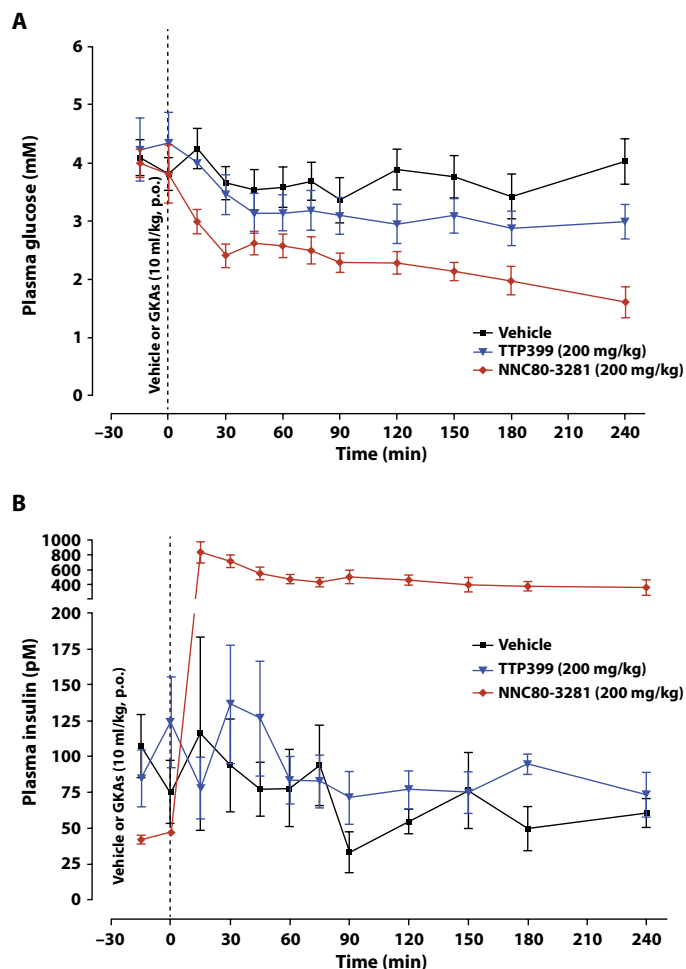 A
6
5
4
3
2
1
0
Plasma glucose (mM)
Vehicle or GKAs (10 ml/kg, p.o.)
Vehicle
TTP399 (200 mg/kg)
NNC80-3281 (200 mg/kg)
−30 0 30 60 90 120 150 180 210 240
Time (min)
B
1000
800
600
400
200
175
150
125
100
75
50
25
0
Plasma insulin (pM)
Vehicle or GKAs (10 ml/kg, p.o.)
Vehicle
TTP399 (200 mg/kg)
NNC80-3281 (200 mg/kg)
−30 0 30 60 90 120 150 180 210 240
Time (min)